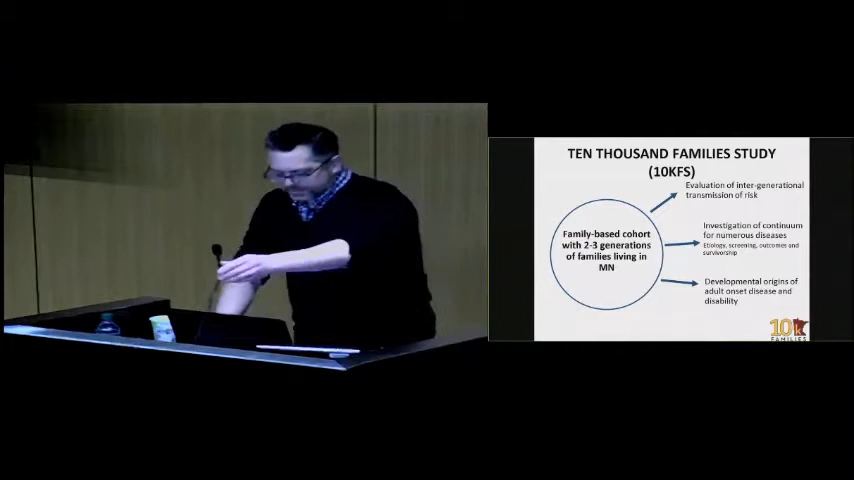 TEN THOUSAND FAMILIES STUDY
(10KFS)
Evaluation of inter-generational
transmission of risk
Family-based cohort
with 2-3 generations
of families living in
MN
Investigation of continuum
for numerous diseases
Etiology, screening, outcomes and
survivorship
Developmental origins of
adult onset disease and
disability
10K
FAMILIES